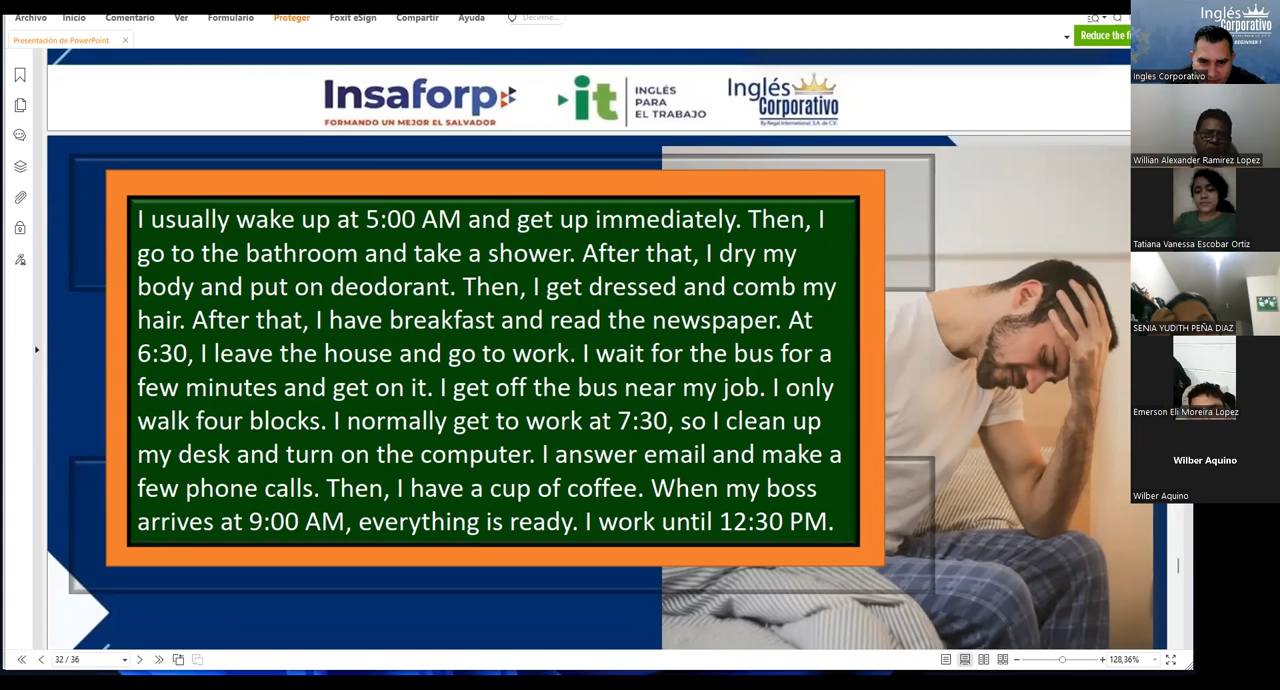 Archivo Inicio Comentario Ver Formulario Proteger Foxit eSign Compartir Ayuda Decirme...
Presentación de PowerPoint
Reduce the f
Insaforp
FORMANDO UN MEJOR EL SALVADOR
it
INGLÉS
PARA
EL TRABAJO
Inglés
Corporativo
By Regal International, S.A. de C.V.
I usually wake up at 5:00 AM and get up immediately. Then, I
go to the bathroom and take a shower. After that, I dry my
body and put on deodorant. Then, I get dressed and comb my
hair. After that, I have breakfast and read the newspaper. At
6:30, I leave the house and go to work. I wait for the bus for a
few minutes and get on it. I get off the bus near my job. I only
walk four blocks. I normally get to work at 7:30, so I clean up
my desk and turn on the computer. I answer email and make a
few phone calls. Then, I have a cup of coffee. When my boss
arrives at 9:00 AM, everything is ready. I work until 12:30 PM.
Inglés
Corporativo
BEGINNER 1
Ingles Corporativo
Willian Alexander Ramirez Lopez
Tatiana Vanessa Escobar Ortiz
SENIA YUDITH PEÑA DIAZ
Emerson Eli Moreira Lopez
Wilber Aquino
Wilber Aquino
32 / 36
128,36%